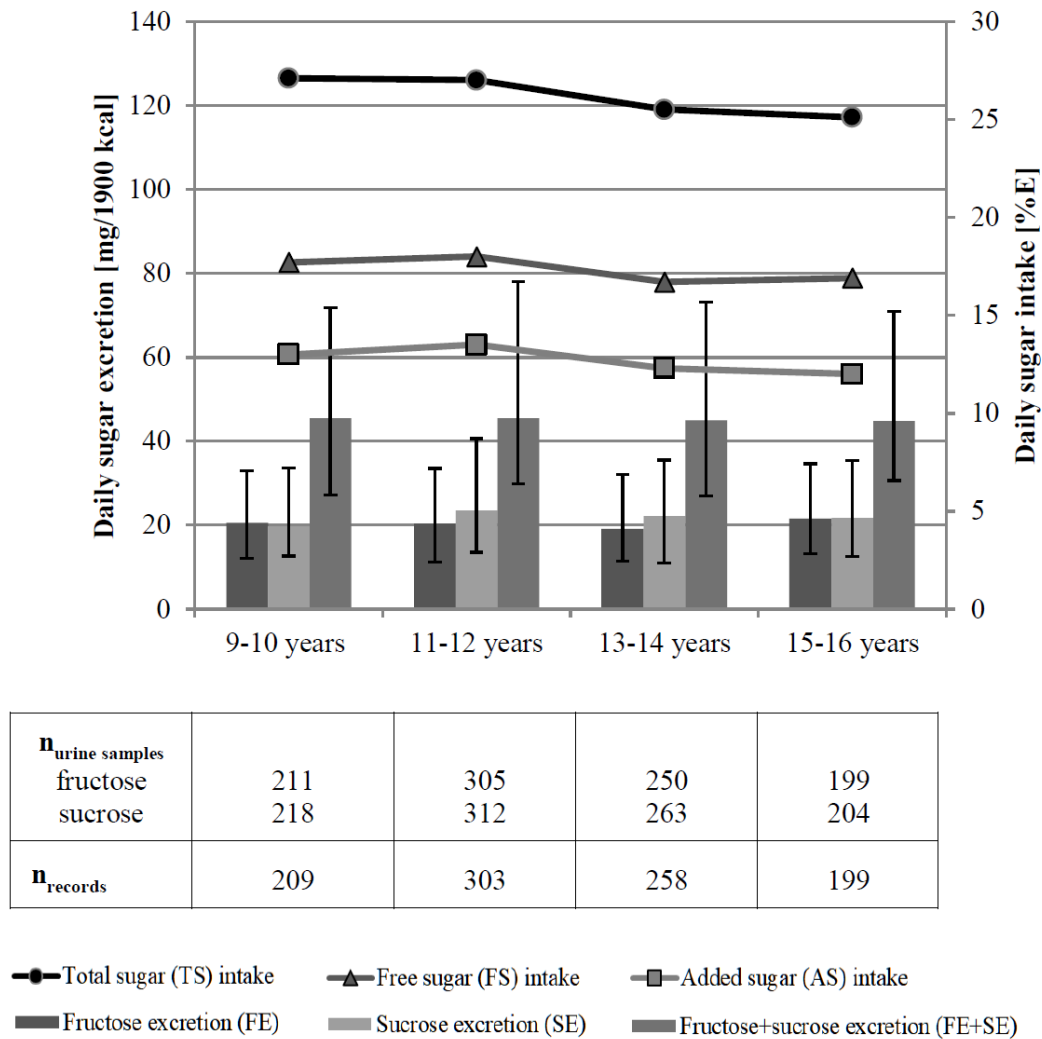 140
120
100
80
60
40
20
0
Daily sugar excretion [mg/1900 kcal]
30
25
20
15
10
5
0
Daily sugar intake [%E]
9-10 years 11-12 years 13-14 years 15-16 years
n urine samples
fructose 211 305 250 199
sucrose 218 312 263 204
n records 209 303 258 199
Total sugar (TS) intake Free sugar (FS) intake Added sugar (AS) intake
Fructose excretion (FE) Sucrose excretion (SE) Fructose+sucrose excretion (FE+SE)